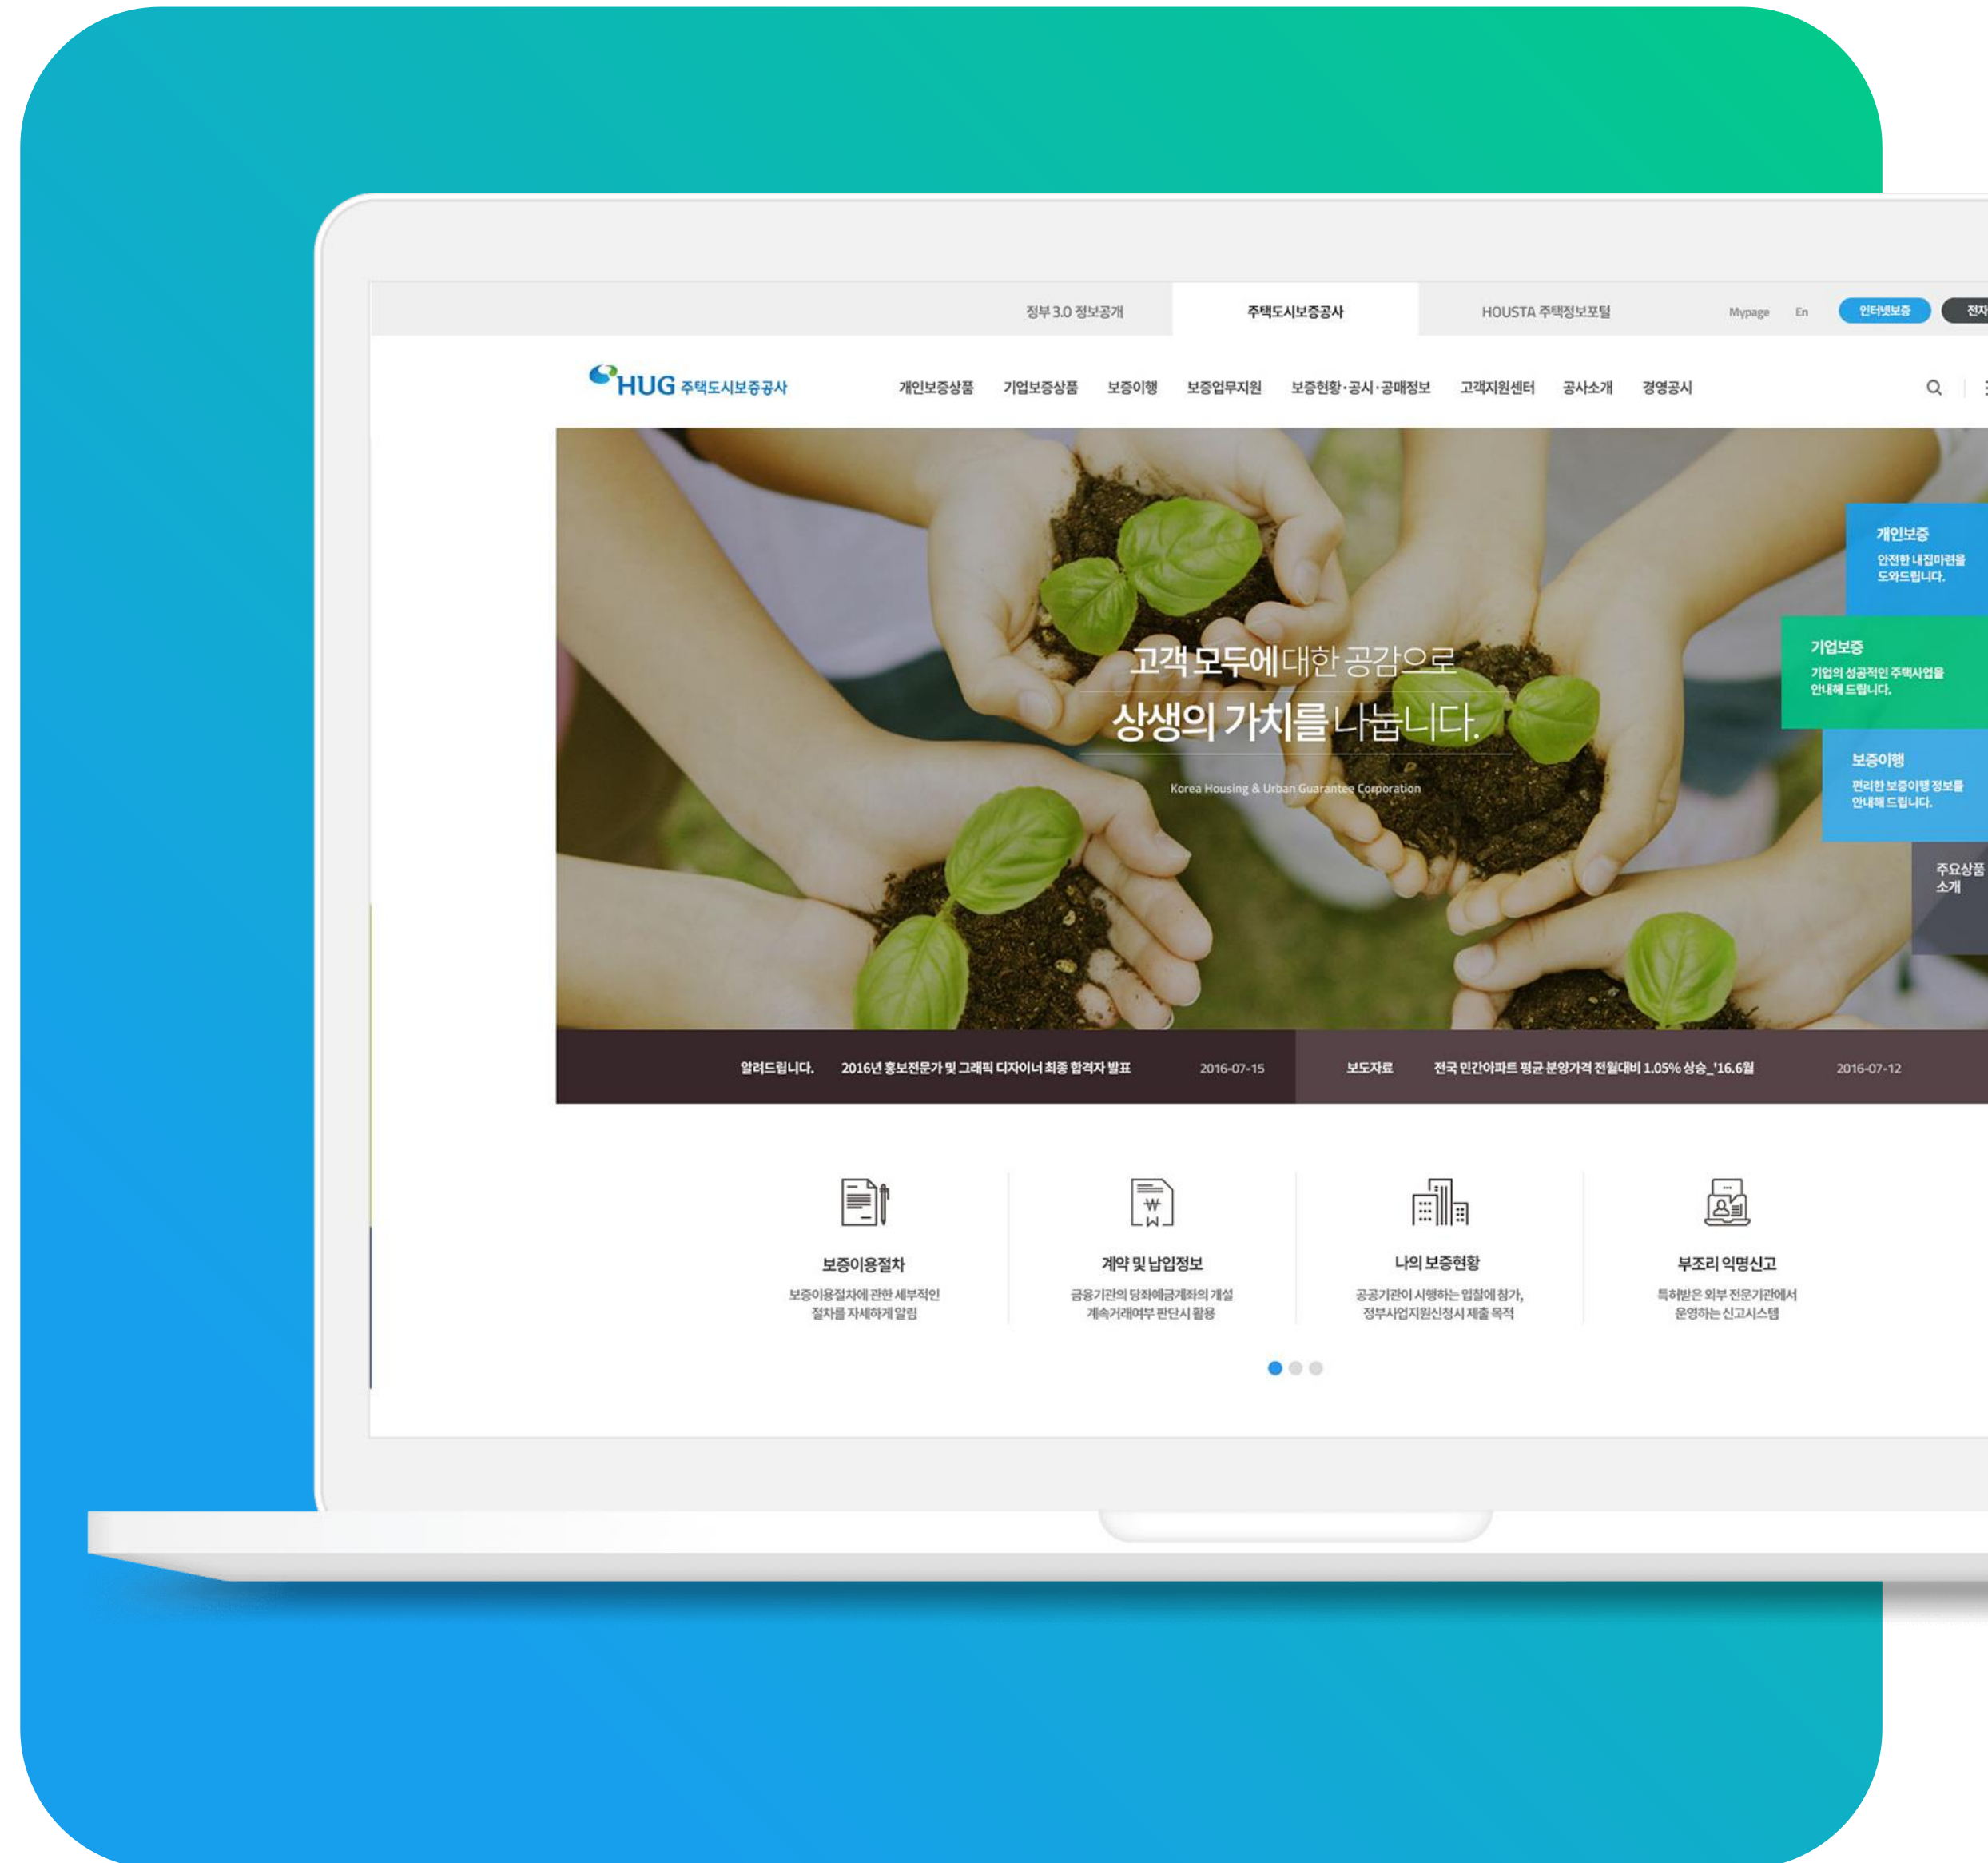 정부 3.0 정보공개
주택도시보증공사
HOUSTA 주택정보포털
Mypage
En
인터넷보증
HUG 주택도시보증공사
개인보증상품
기업보증상품
보증이행
보증업무지원
보증현황·공시·공매정보
고객지원센터
공사소개
경영공시
고객 모두에 대한 공감으로
상생의 가치를 나눕니다.
Korea Housing & Urban Guarantee Corporation
개인보증
안전한 내집마련을
도와드립니다.
기업보증
기업의 성공적인 주택사업을
안내해 드립니다.
보증이행
편리한 보증이행 정보를
안내해 드립니다.
주요상품
소개
알려드립니다.
2016년 홍보전문가 및 그래픽 디자이너 최종 합격자 발표
2016-07-15
보도자료
전국 민간아파트 평균 분양가격 전월대비 1.05% 상승_'16.6월
2016-07-12
보증이용절차
보증이용절차에 관한 세부적인
절차를 자세하게 알림
계약 및 납입정보
금융기관의 당좌예금계좌의 개설
계속거래여부 판단시 활용
나의 보증현황
공공기관이 시행하는 입찰에 참가,
정부사업지원신청시 제출 목적
부조리 익명신고
특허받은 외부 전문기관에서
운영하는 신고시스템